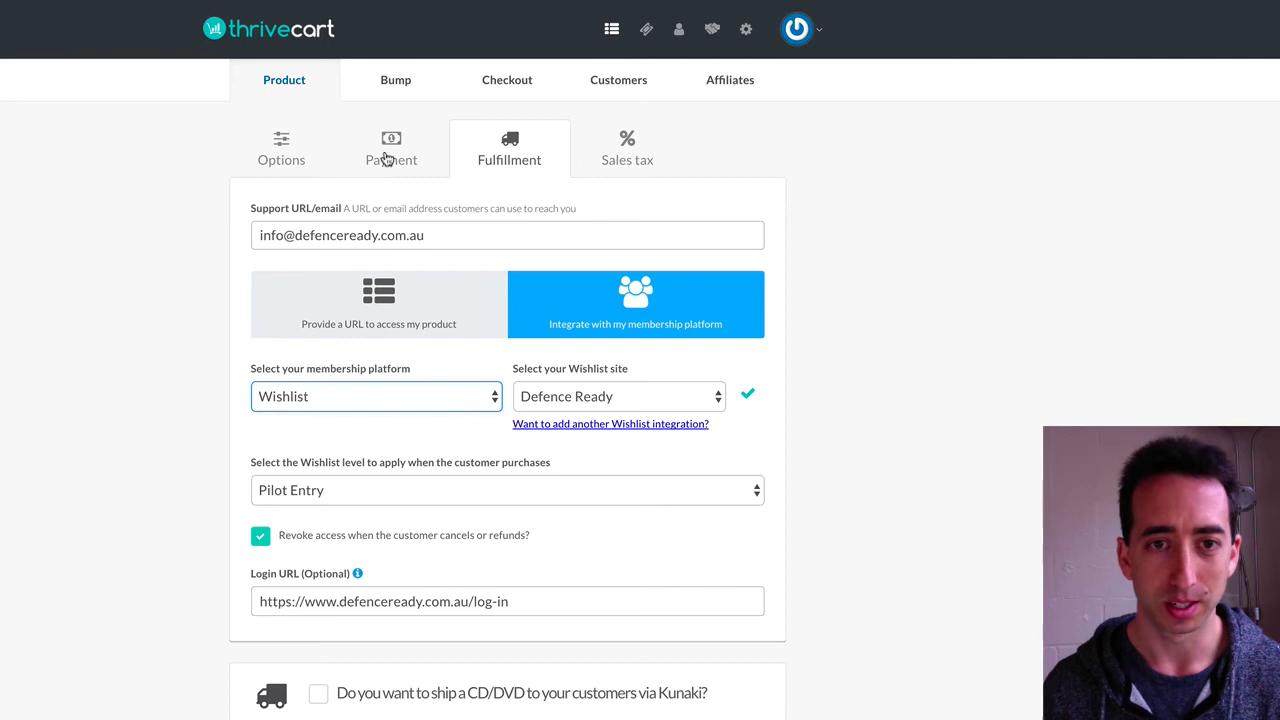 thrivecart
Product
Bump
Checkout
Customers
Affiliates
Options
Payment
Fulfillment
Sales tax
Support URL/email A URL or email address customers can use to reach you
info@defenceready.com.au
Provide a URL to access my product
Integrate with my membership platform
Select your membership platform
Select your Wishlist site
Wishlist
Defence Ready
Want to add another Wishlist integration?
Select the Wishlist level to apply when the customer purchases
Pilot Entry
Revoke access when the customer cancels or refunds?
Login URL (Optional)
https://www.defenceready.com.au/log-in
Do you want to ship a CD/DVD to your customers via Kunaki?